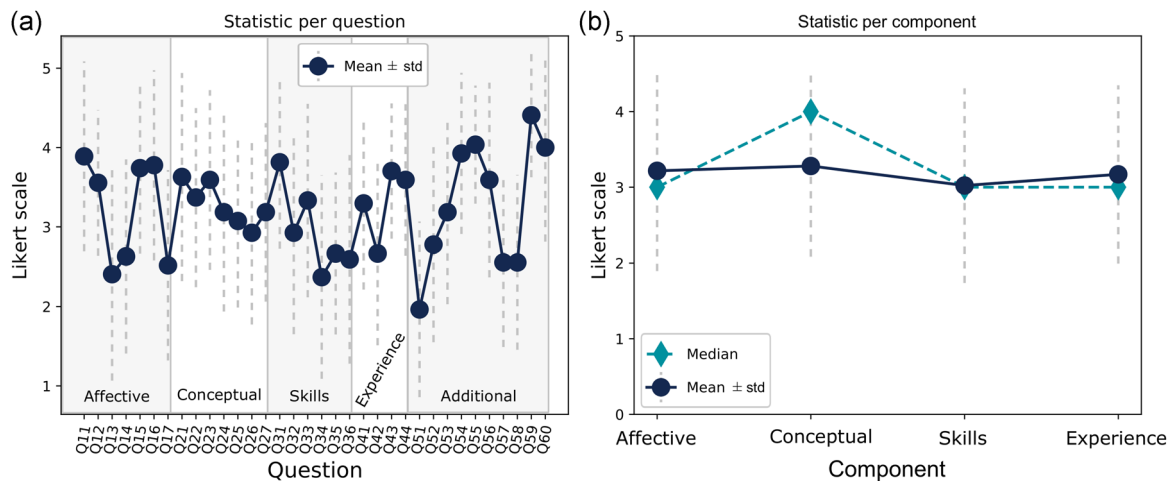 (a)
Statistic per question
Mean ± std
Likert scale
5
4
3
2
1
Affective
Conceptual
Skills
Experience
Additional
Q11
Q12
Q13
Q14
Q15
Q16
Q17
Q21
Q22
Q23
Q24
Q25
Q26
Q27
Q31
Q32
Q33
Q34
Q35
Q36
Q41
Q42
Q43
Q44
Q51
Q52
Q53
Q54
Q55
Q56
Q57
Q58
Q59
Q60
Question
(b)
Statistic per component
Likert scale
5
4
3
2
1
0
Median
Mean ± std
Affective
Conceptual
Skills
Experience
Component